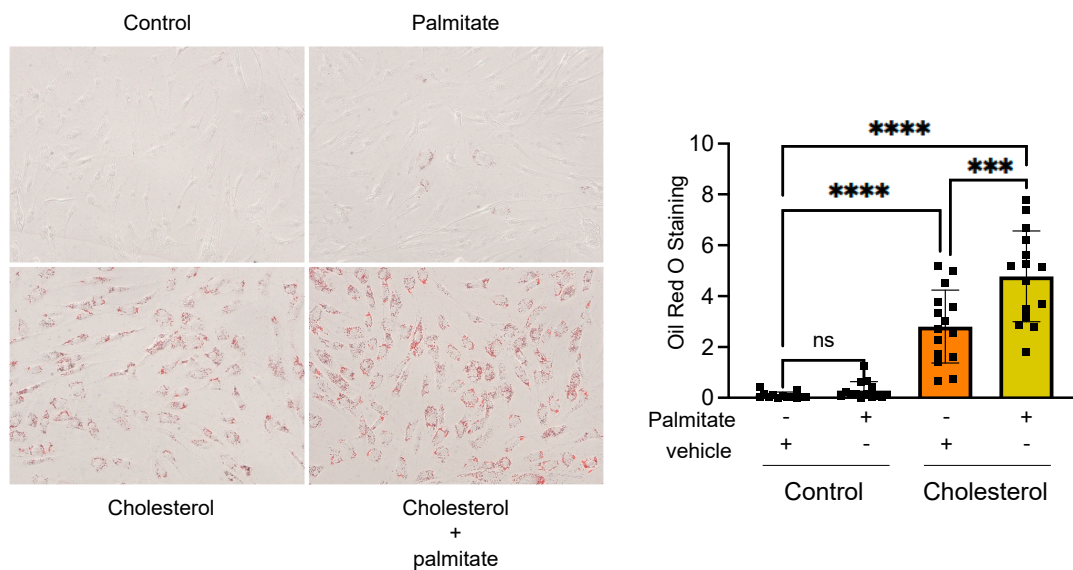 Control
Palmitate
Cholesterol
Cholesterol
+
palmitate
Oil Red O Staining
10
8
6
4
2
0
****
****
***
ns
Palmitate - + - +
vehicle + - + -
Control Cholesterol